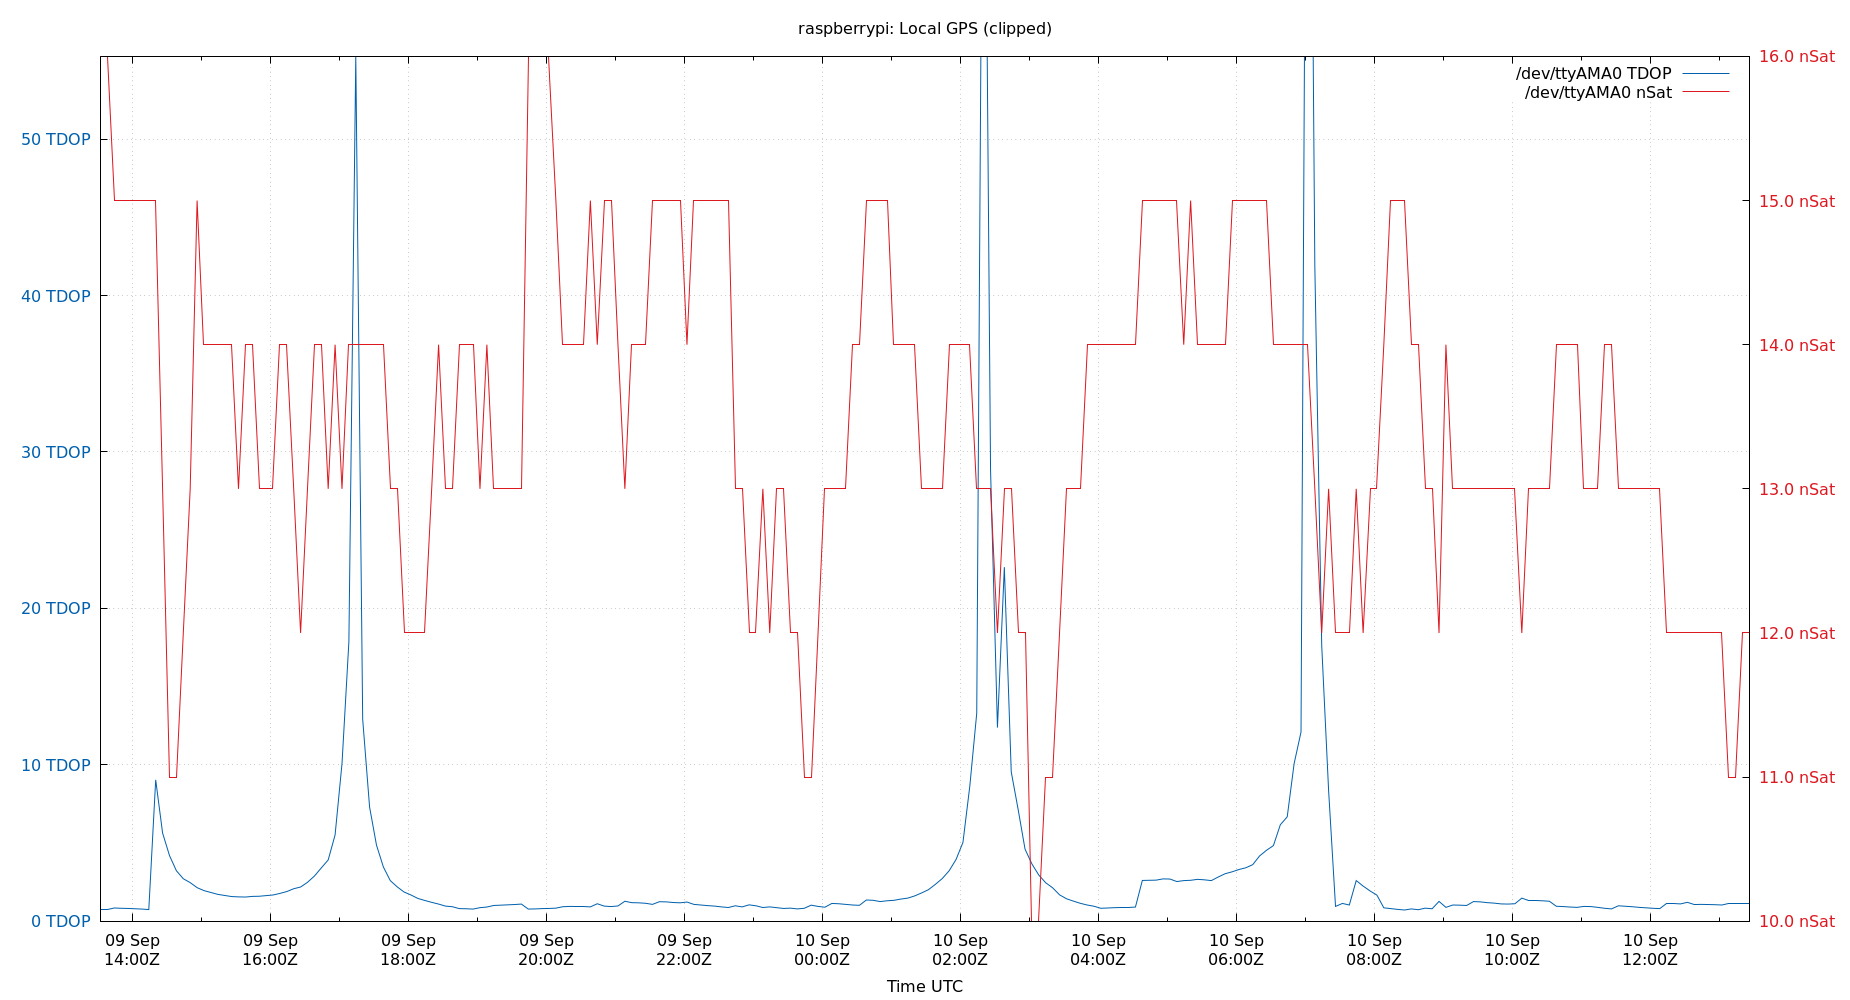 raspberrypi: Local GPS (clipped)
/dev/ttyAMA0 TDOP
/dev/ttyAMA0 nSat
50 TDOP
40 TDOP
30 TDOP
20 TDOP
10 TDOP
0 TDOP
16.0 nSat
15.0 nSat
14.0 nSat
13.0 nSat
12.0 nSat
11.0 nSat
10.0 nSat
09 Sep 09 Sep 09 Sep 09 Sep 09 Sep 10 Sep 10 Sep 10 Sep 10 Sep 10 Sep 10 Sep 10 Sep
14:00Z 16:00Z 18:00Z 20:00Z 22:00Z 00:00Z 02:00Z 04:00Z 06:00Z 08:00Z 10:00Z 12:00Z
Time UTC